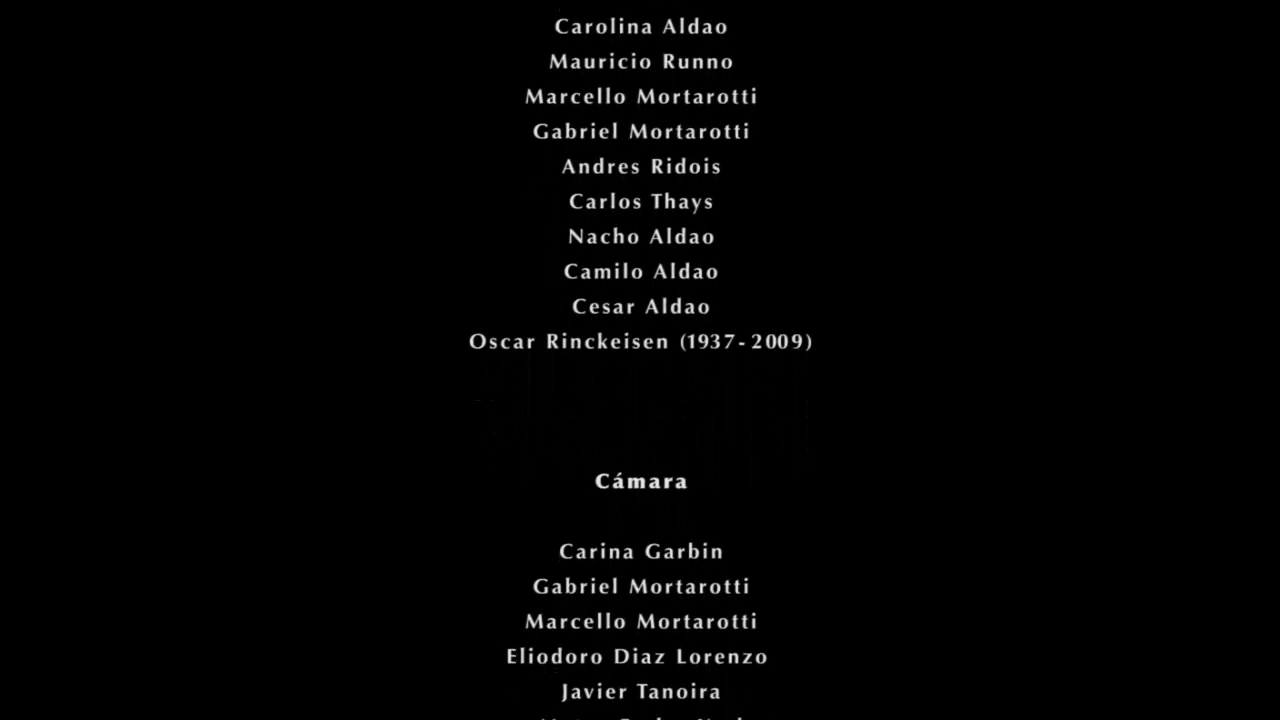 Carolina Aldao
Mauricio Runno
Marcello Mortarotti
Gabriel Mortarotti
Andres Ridois
Carlos Thays
Nacho Aldao
Camilo Aldao
Cesar Aldao
Oscar Rinckeisen (1937-2009)
Cámara
Carina Garbin
Gabriel Mortarotti
Marcello Mortarotti
Eliodoro Diaz Lorenzo
Javier Tanoira